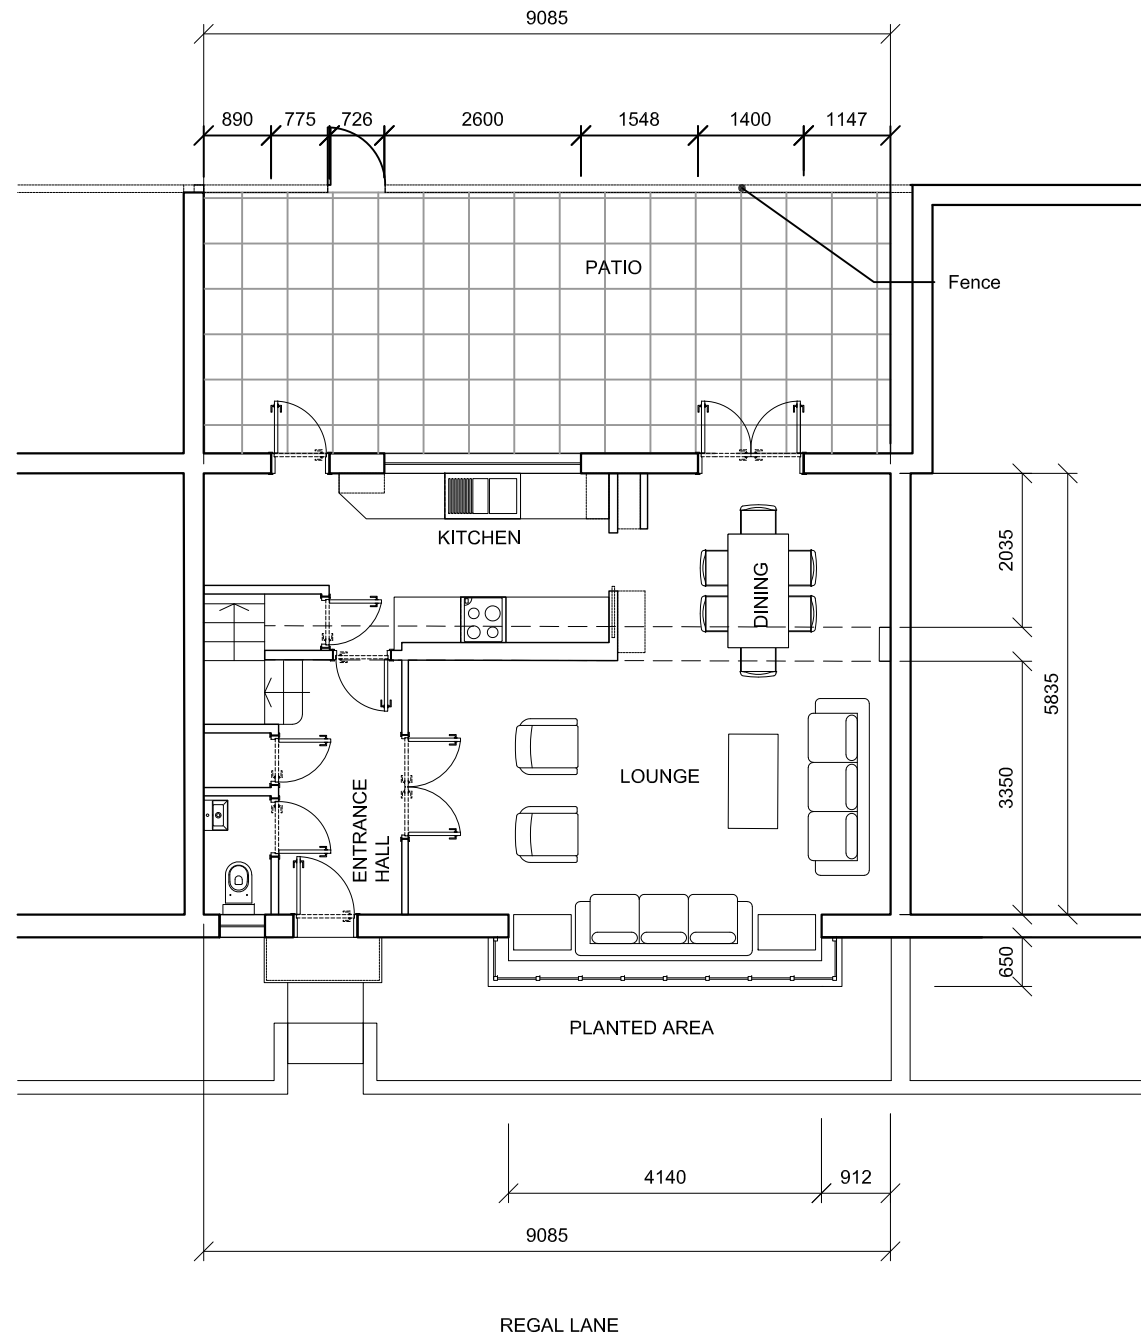 9085
890 775 726 2600 1548 1400 1147
PATIO
Fence
KITCHEN
DINING
2035
5835
LOUNGE
3350
ENTRANCE
HALL
650
PLANTED AREA
4140 912
9085
REGAL LANE